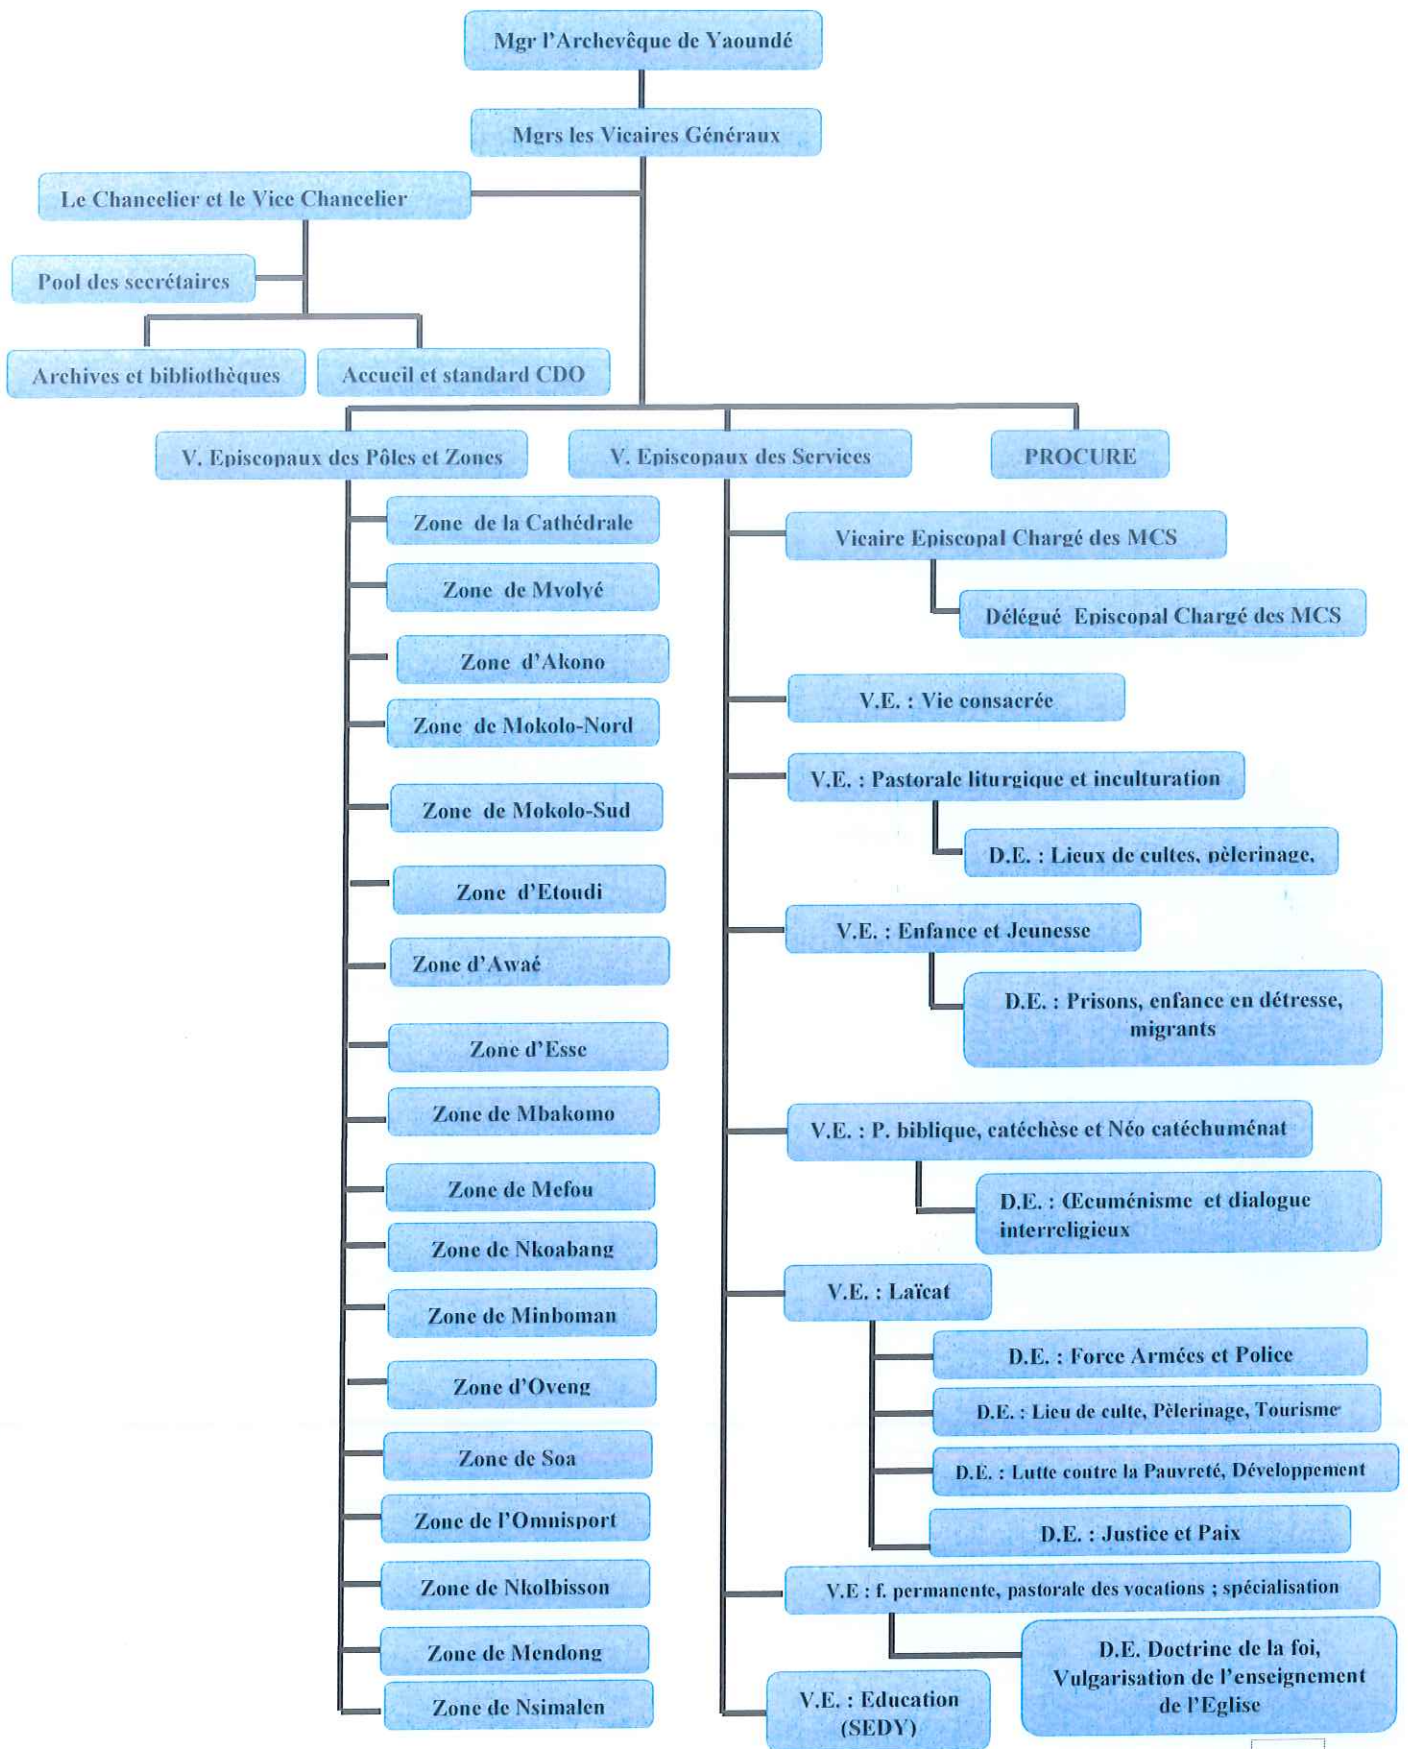 Mgr l'Archevêque de Yaoundé
Mgrs les Vicaires Généraux
Le Chancelier et le Vice Chancelier
Pool des secrétaires
Archives et bibliothèques
Accueil et standard CDO
V. Episcopaux des Pôles et Zones
V. Episcopaux des Services
PROCURE
Zone de la Cathédrale
Zone de Mvolyé
Zone d'Akono
Zone de Mokolo-Nord
Zone de Mokolo-Sud
Zone d'Etoudi
Zone d'Awaé
Zone d'Esse
Zone de Mbakomo
Zone de Mefou
Zone de Nkoabang
Zone de Minboman
Zone d'Oveng
Zone de Soa
Zone de l'Omnisport
Zone de Nkolbisson
Zone de Mendong
Zone de Nsimalen
Vicaire Episcopal Chargé des MCS
Délégué Episcopal Chargé des MCS
V.E. : Vie consacrée
V.E. : Pastorale liturgique et inculturation
D.E. : Lieux de cultes, pèlerinage,
V.E. : Enfance et Jeunesse
D.E. : Prisons, enfance en détresse,
migrants
V.E. : P. biblique, catéchèse et Néo catéchuménat
D.E. : Œcuménisme et dialogue
interreligieux
V.E. : Laïcat
D.E. : Force Armées et Police
D.E. : Lieu de culte, Pèlerinage, Tourisme
D.E. : Lutte contre la Pauvreté, Développement
D.E. : Justice et Paix
V.E : f. permanente, pastorale des vocations ; spécialisation
D.E. Doctrine de la foi,
Vulgarisation de l'enseignement
de l'Eglise
V.E. : Education
(SEDY)